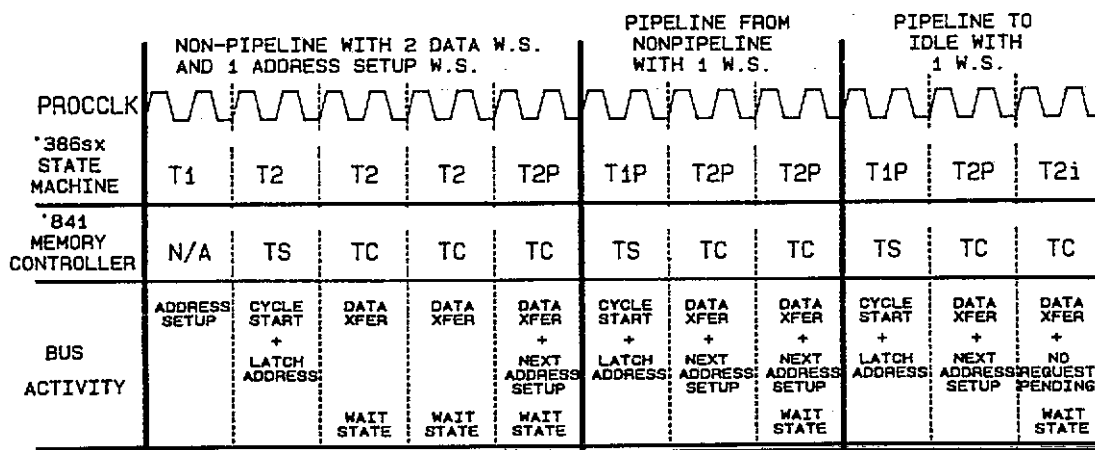 NON-PIPELINE WITH 2 DATA W.S.
AND 1 ADDRESS SETUP W.S.
PIPELINE FROM
NONPIPELINE
WITH 1 W.S.
PIPELINE TO
IDLE WITH
1 W.S.
PROCCLK
'386sx
STATE
MACHINE
T1 T2 T2 T2 T2P T1P T2P T2P T1P T2P T2i
'841
MEMORY
CONTROLLER
N/A TS TC TC TC TS TC TC TS TC TC
BUS
ACTIVITY
ADDRESS
SETUP
CYCLE
START
+
LATCH
ADDRESS
DATA
XFER
WAIT
STATE
DATA
XFER
WAIT
STATE
DATA
XFER
+
NEXT
ADDRESS
SETUP
WAIT
STATE
CYCLE
START
+
LATCH
ADDRESS
DATA
XFER
+
NEXT
ADDRESS
SETUP
DATA
XFER
+
NEXT
ADDRESS
SETUP
WAIT
STATE
CYCLE
START
+
LATCH
ADDRESS
DATA
XFER
+
NEXT
ADDRESS
SETUP
DATA
XFER
+
NO
REQUEST
PENDING
WAIT
STATE